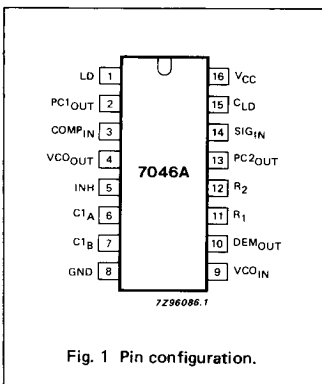 LD 1 16 VCC
PC1OUT 2 15 CLD
COMPIN 3 14 SIGIN
VCOOUT 4 13 PC2OUT
7046A
INH 5 12 R2
C1A 6 11 R1
C1B 7 10 DEMOUT
GND 8 9 VCOIN
7Z96086.1
Fig. 1 Pin configuration.